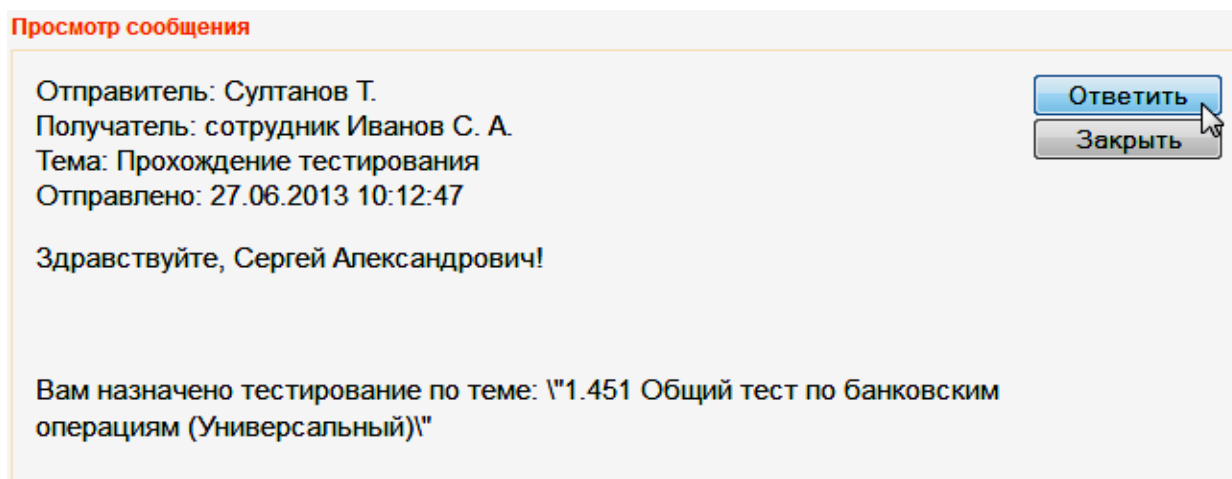 Просмотр сообщения
Отправитель: Султанов Т.
Получатель: сотрудник Иванов С. А.
Тема: Прохождение тестирования
Отправлено: 27.06.2013 10:12:47
Ответить
Закрыть
Здравствуйте, Сергей Александрович!
Вам назначено тестирование по теме: \"1.451 Общий тест по банковским
операциям (Универсальный)\"